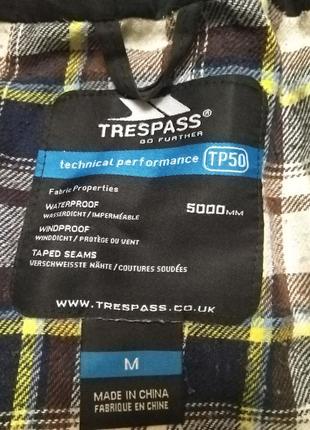 TRESPASS®
GO FURTHER
technical performance TP50
Fabric Properties
WATERPROOF 5000MM
WASSERDICHT / IMPERMÉABLE
WINDPROOF
WINDDICHT / PROTÈGE DU VENT
TAPED SEAMS
VERSCHWEISSTE NÄHTE / COUTURES SOUDÉES
WWW.TRESPASS.CO.UK
M
MADE IN CHINA
FABRIQUE EN CHINE